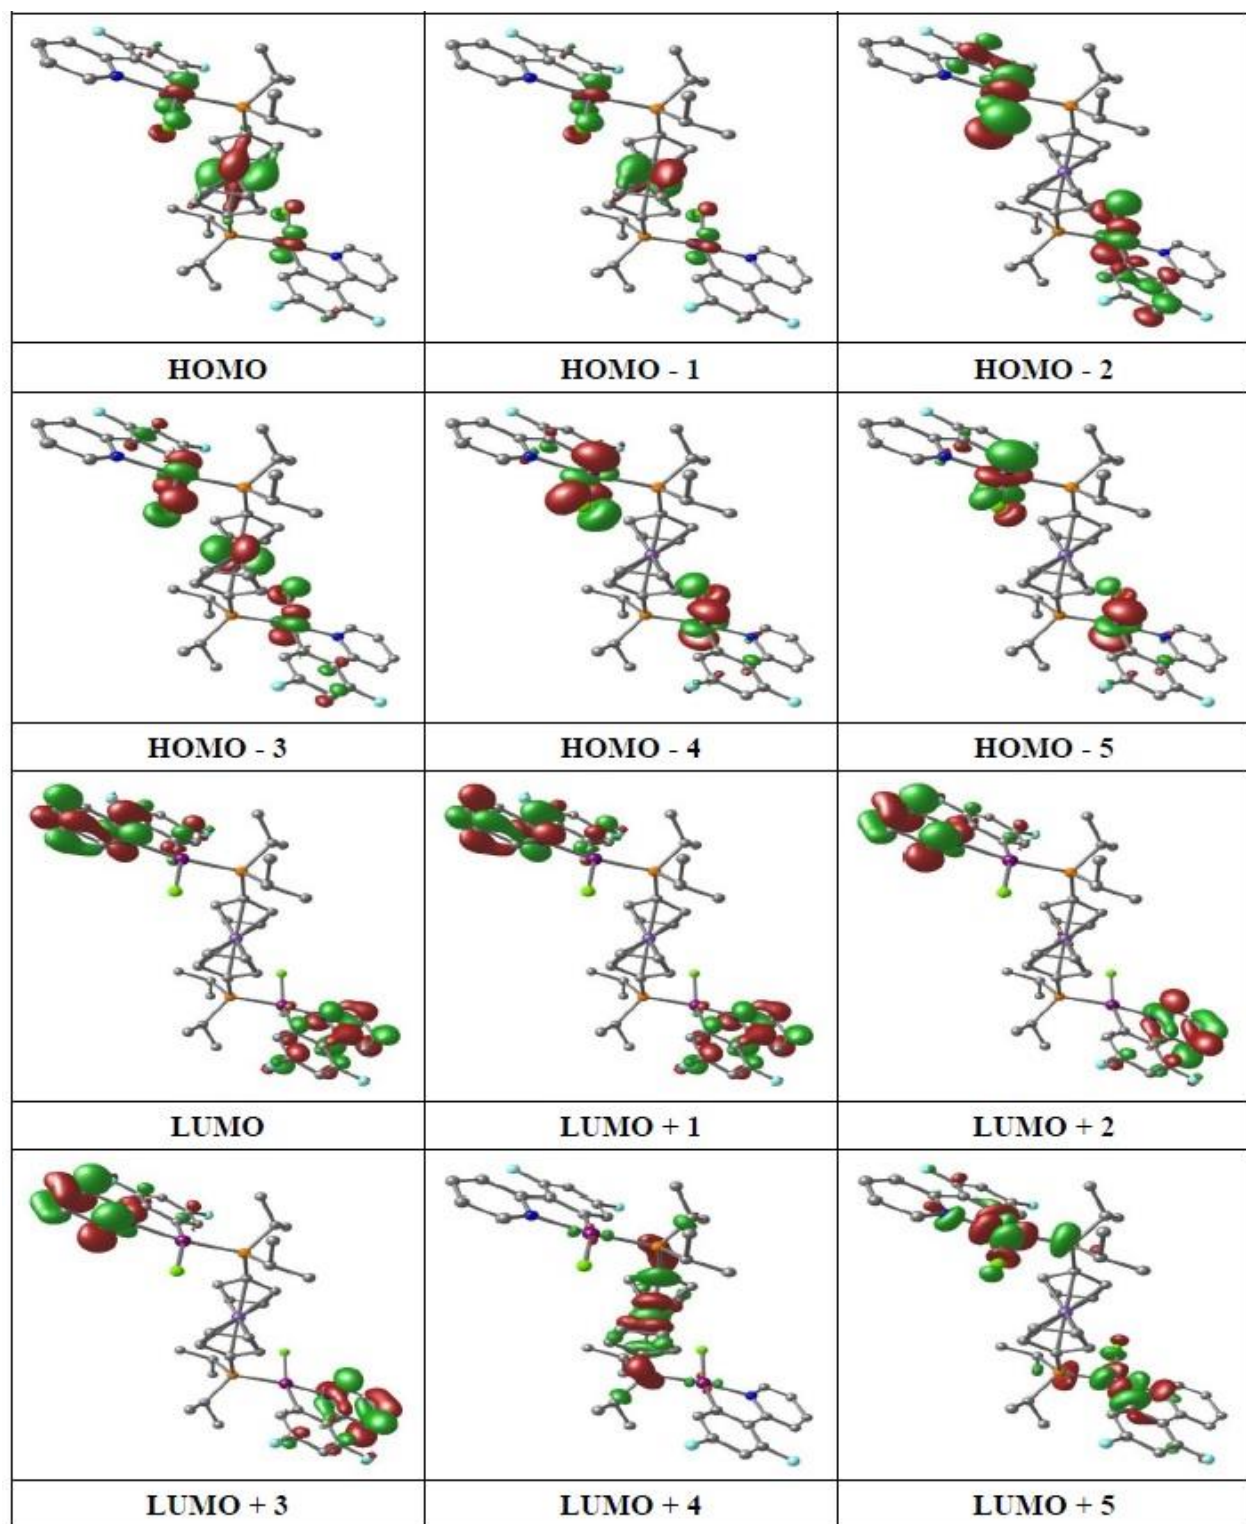 HOMO
HOMO - 1
HOMO - 2
HOMO - 3
HOMO - 4
HOMO - 5
LUMO
LUMO + 1
LUMO + 2
LUMO + 3
LUMO + 4
LUMO + 5